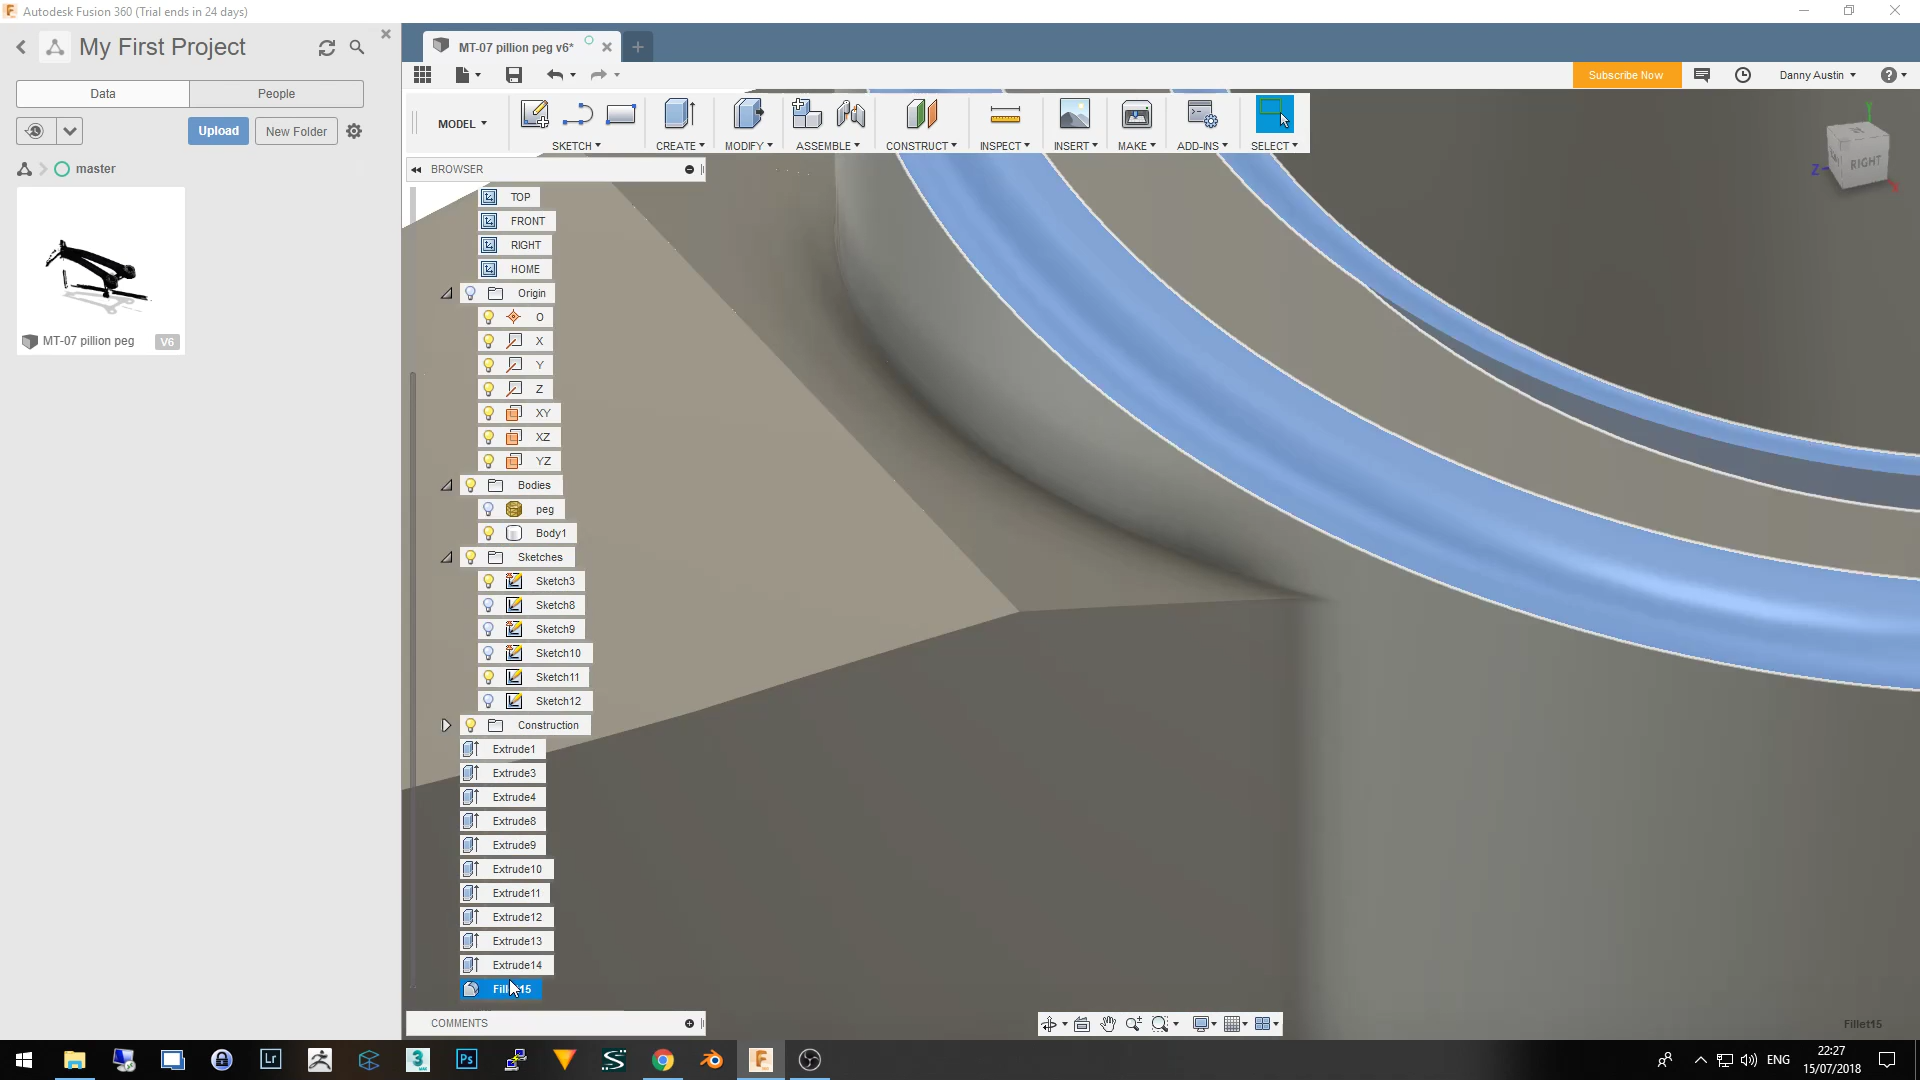 Autodesk Fusion 360 (Trial ends in 24 days)
My First Project
Data
People
Upload
New Folder
master
MT-07 pillion peg
V6
MT-07 pillion peg v6*
Subscribe Now
Danny Austin
MODEL
SKETCH
CREATE
MODIFY
ASSEMBLE
CONSTRUCT
INSPECT
INSERT
MAKE
ADD-INS
SELECT
BROWSER
TOP
FRONT
RIGHT
HOME
Origin
O
X
Y
Z
XY
XZ
YZ
Bodies
peg
Body1
Sketches
Sketch3
Sketch8
Sketch9
Sketch10
Sketch11
Sketch12
Construction
Extrude1
Extrude3
Extrude4
Extrude8
Extrude9
Extrude10
Extrude11
Extrude12
Extrude13
Extrude14
Fillet15
COMMENTS
Y
Z
X
RIGHT
Fillet15
Lr
3
Ps
ENG
22:27
15/07/2018